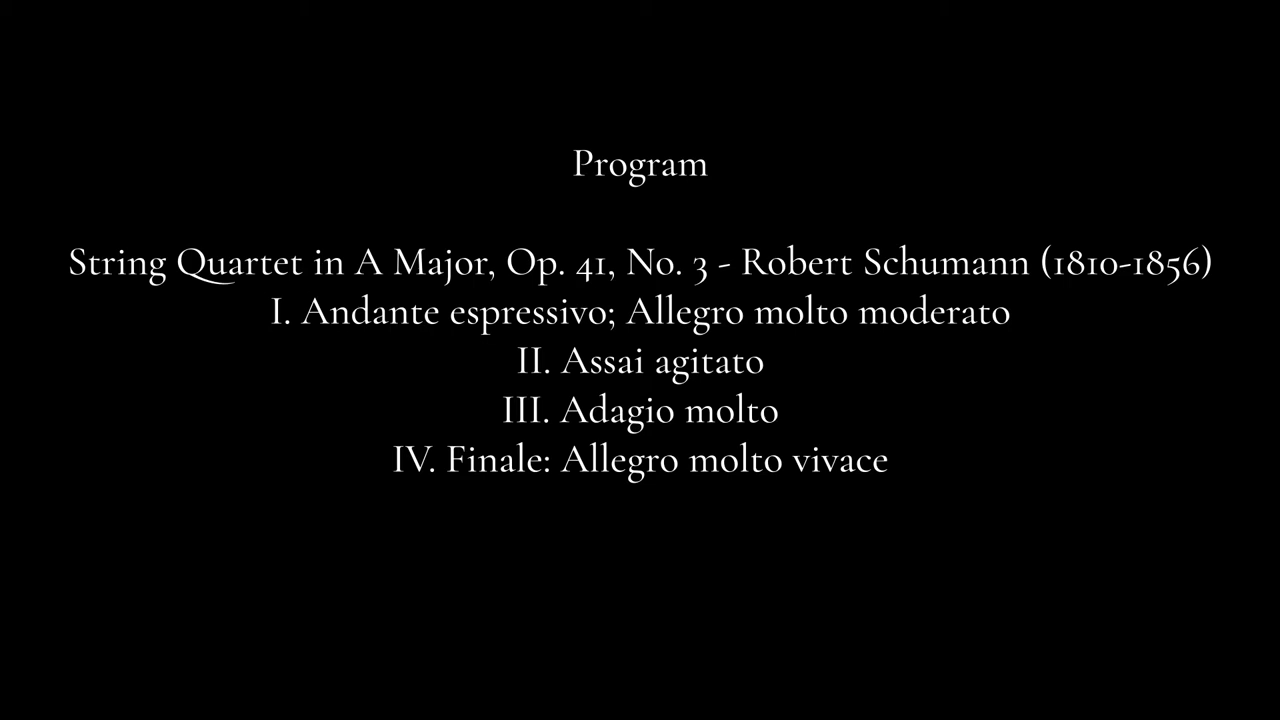 Program
String Quartet in A Major, Op. 41, No. 3 - Robert Schumann (1810-1856)
I. Andante espressivo; Allegro molto moderato
II. Assai agitato
III. Adagio molto
IV. Finale: Allegro molto vivace